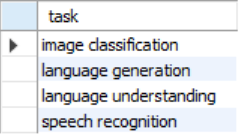 task
image classification
language generation
language understanding
speech recognition